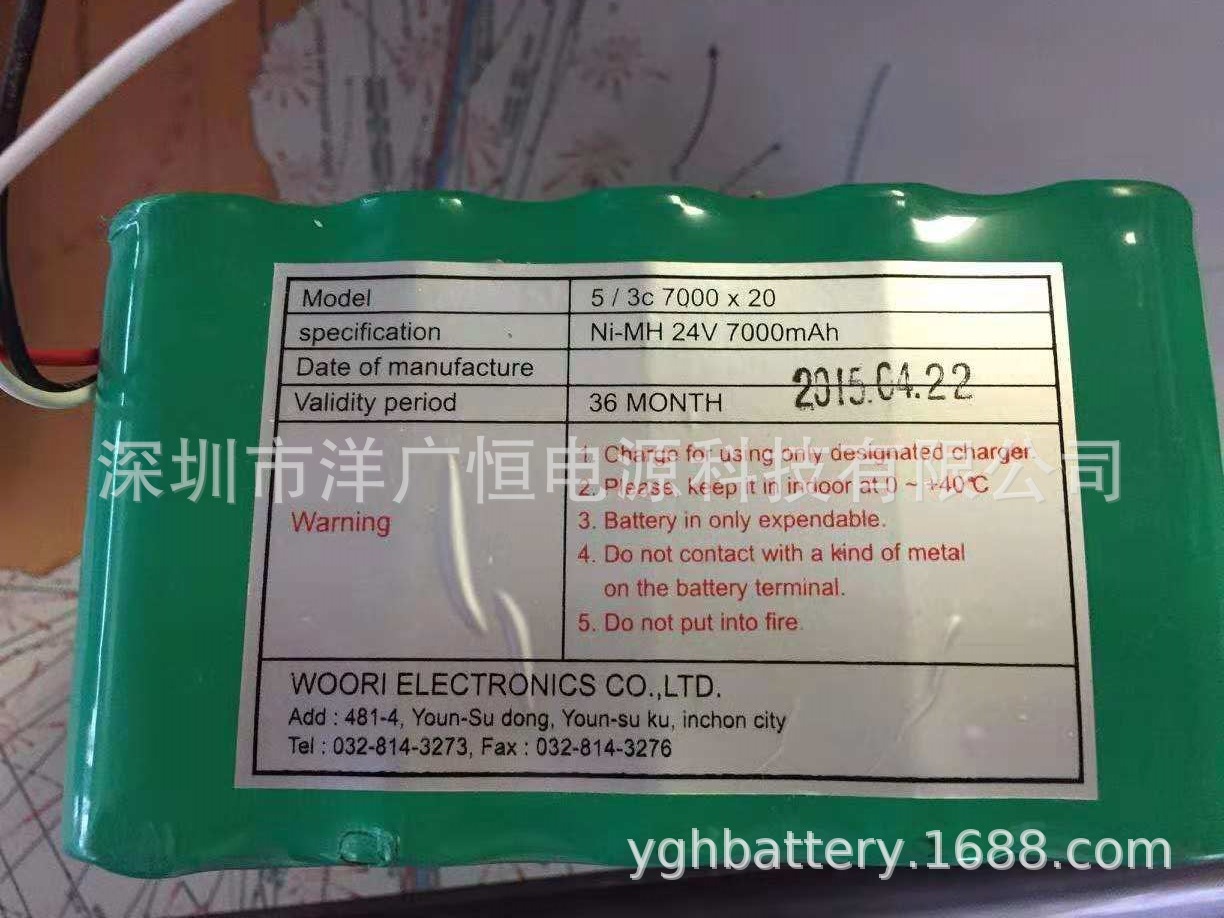 Model 5 / 3c 7000 x 20
specification Ni-MH 24V 7000mAh
Date of manufacture 2015.04.22
Validity period 36 MONTH
深圳市洋广恒电源科技有限公司
Warning
1. Charge for using only designated charger.
2. Please, keep it in indoor at 0 ~ +40℃
3. Battery in only expendable.
4. Do not contact with a kind of metal
on the battery terminal.
5. Do not put into fire.
WOORI ELECTRONICS CO.,LTD.
Add : 481-4, Youn-Su dong, Youn-su ku, inchon city
Tel : 032-814-3273, Fax : 032-814-3276
yghbattery.1688.com